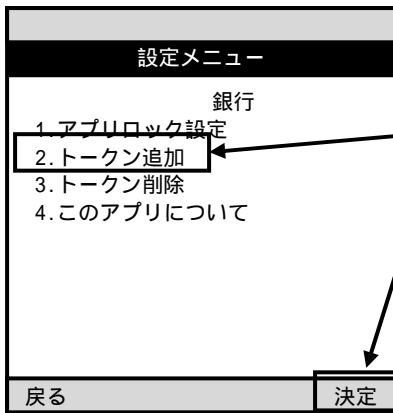 設定メニュー
銀行
1.アプリロック設定
2.トークン追加
3.トークン削除
4.このアプリについて
戻る 決定